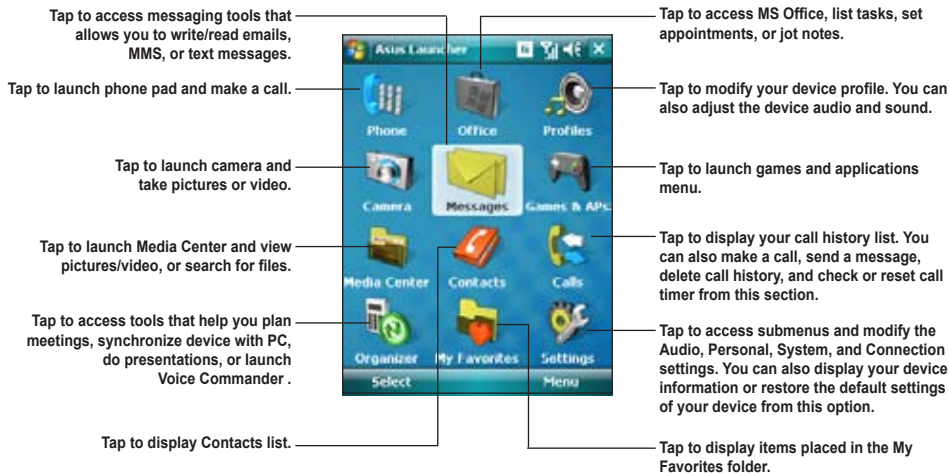 Tap to access messaging tools that
allows you to write/read emails,
MMS, or text messages.
Tap to launch phone pad and make a call.
Tap to launch camera and
take pictures or video.
Tap to launch Media Center and view
pictures/video, or search for files.
Tap to access tools that help you plan
meetings, synchronize device with PC,
do presentations, or launch
Voice Commander .
Tap to display Contacts list.
Asus Launcher
G
Phone
Office
Profiles
Camera
Messages
Games & APs
Media Center
Contacts
Calls
Organizer
My Favorites
Settings
Select
Menu
Tap to access MS Office, list tasks, set
appointments, or jot notes.
Tap to modify your device profile. You can
also adjust the device audio and sound.
Tap to launch games and applications
menu.
Tap to display your call history list. You
can also make a call, send a message,
delete call history, and check or reset call
timer from this section.
Tap to access submenus and modify the
Audio, Personal, System, and Connection
settings. You can also display your device
information or restore the default settings
of your device from this option.
Tap to display items placed in the My
Favorites folder.